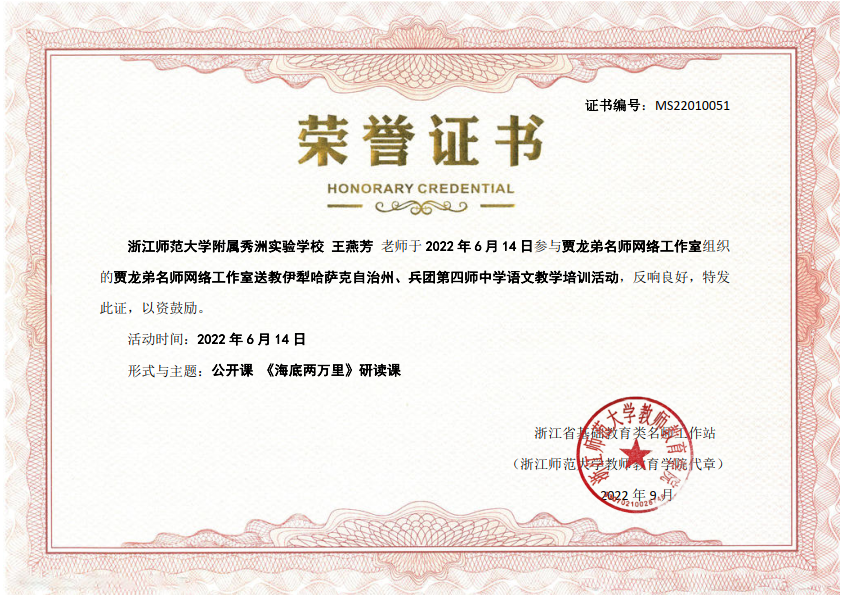 证书编号：MS22010051
荣誉证书
HONORARY CREDENTIAL
浙江师范大学附属秀洲实验学校 王燕芳 老师于 2022 年 6 月 14 日参与贾龙弟名师网络工作室组织
的贾龙弟名师网络工作室送教伊犁哈萨克自治州、兵团第四师中学语文教学培训活动，反响良好，特发
此证，以资鼓励。
活动时间：2022 年 6 月 14 日
形式与主题：公开课 《海底两万里》研读课
浙江省基础教育类名师工作站
（浙江师范大学教师教育学院代章）
2022 年 9 月
浙江师范大学教师教育学院